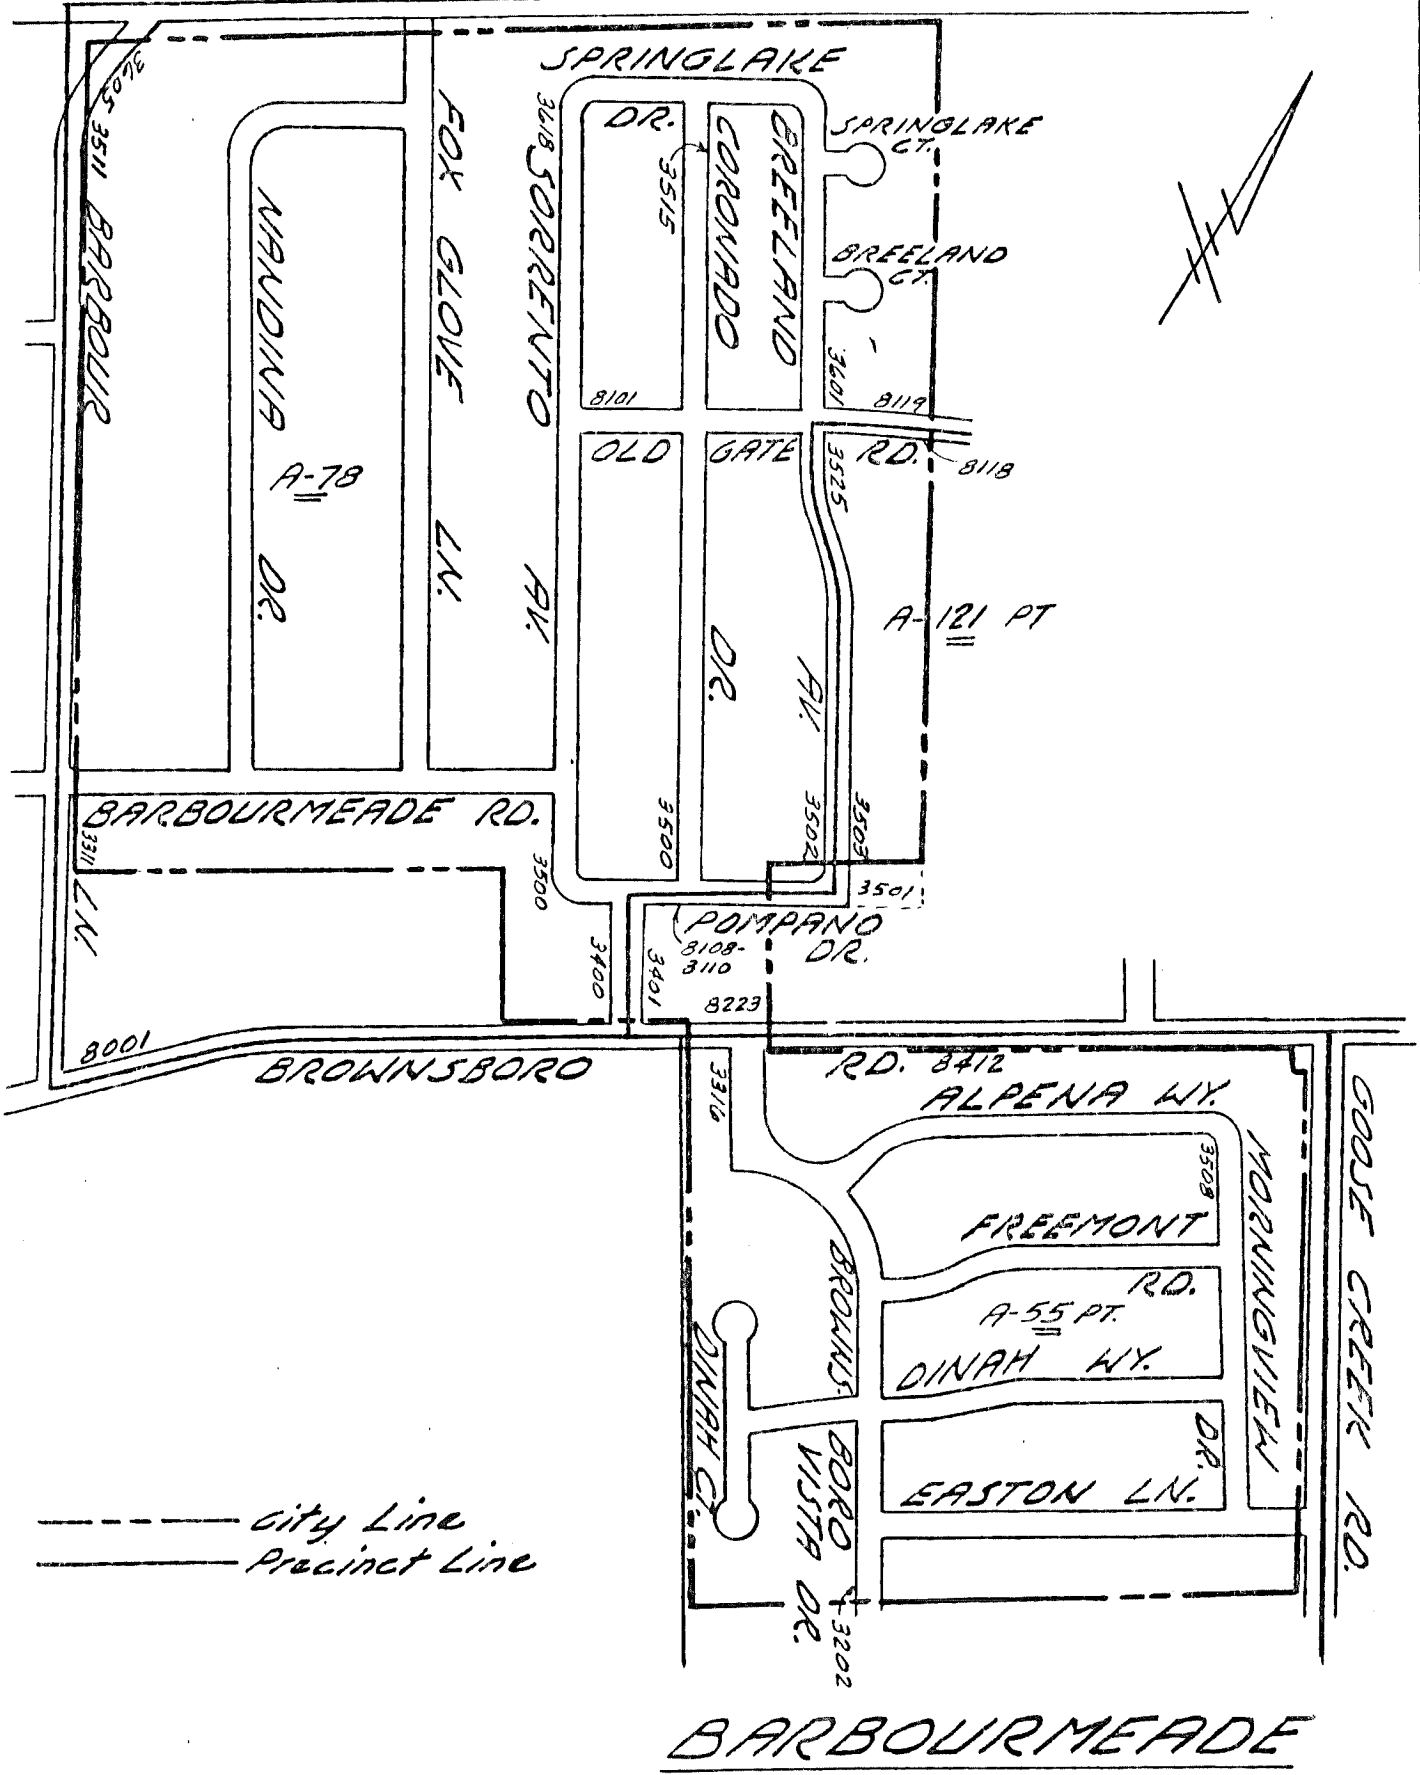 SPRINGLAKE
DR.
3605
3511
BARBOUR
LN.
3311
NANDINA DR.
FOX GLOVE LN.
3618
SORRENTO AV.
3515
CORONADO DR.
BREELAND AV.
SPRINGLAKE
CT.
BREELAND
CT.
3601
8101
8119
OLD GATE RD.
8118
3525
A-78
A-121 PT
BARBOURMEADE RD.
3500
3500
3502
3503
3501
POMPANO
DR.
8108-
3110
3400
3401
8223
8001
BROWNSBORO RD.
8412
3316
ALPENA WY.
3508
MORNINGVIEW DR.
GOOSE CREEK RD.
FREEMONT
RD.
A-55 PT.
BROWNS-
BORO
VISTA DR.
DINAH WY.
DINAH CT.
EASTON LN.
3202
City Line
Precinct Line
BARBOURMEADE